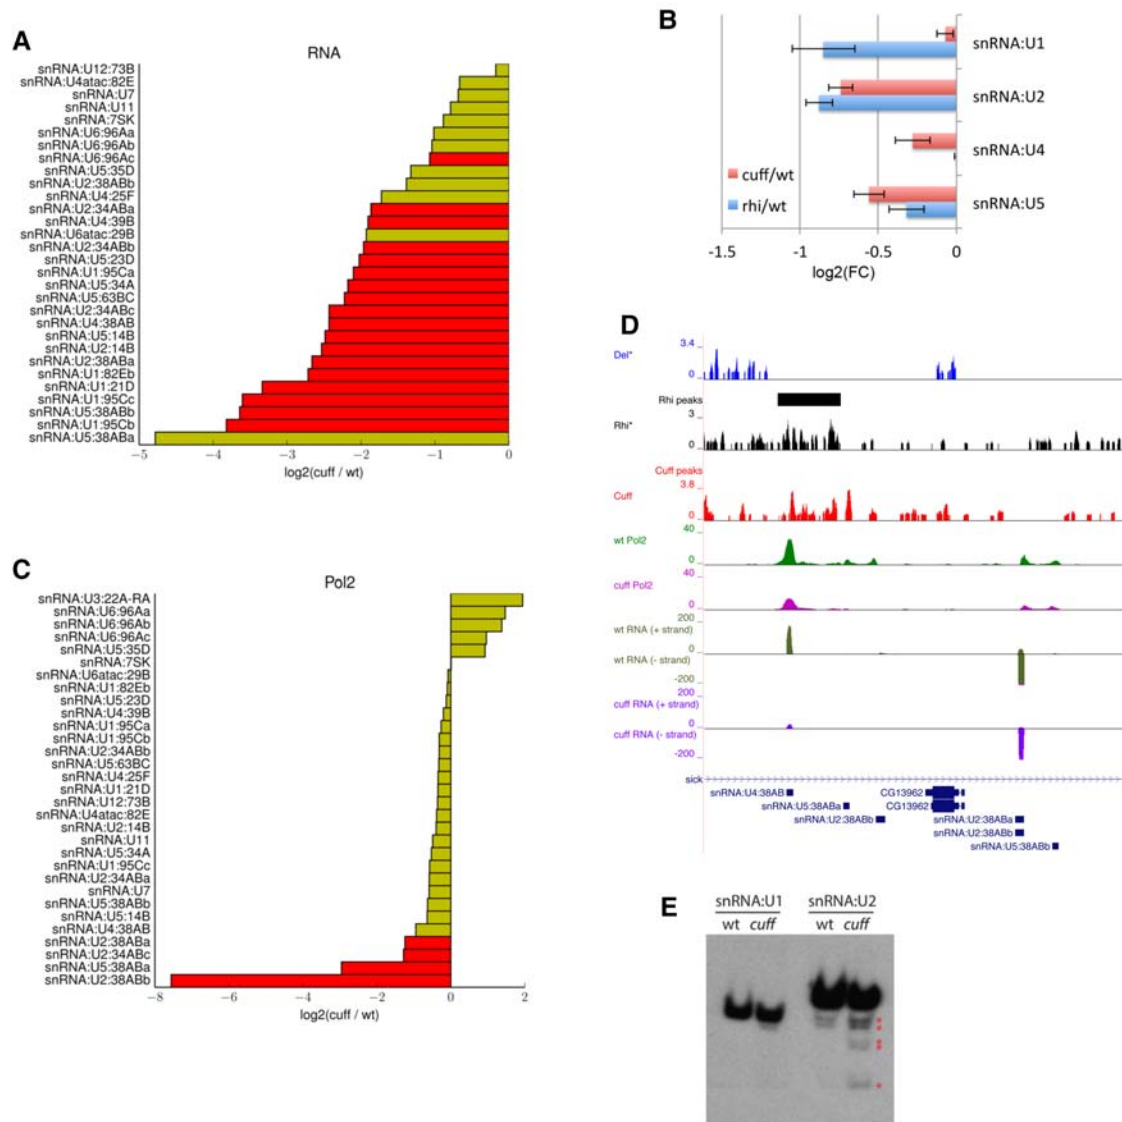 A
RNA
snRNA:U12:73B
snRNA:U4atac:82E
snRNA:U7
snRNA:U11
snRNA:7SK
snRNA:U6:96Aa
snRNA:U6:96Ab
snRNA:U6:96Ac
snRNA:U5:35D
snRNA:U2:38ABb
snRNA:U4:25F
snRNA:U2:34ABa
snRNA:U4:39B
snRNA:U6atac:29B
snRNA:U2:34ABb
snRNA:U5:23D
snRNA:U1:95Ca
snRNA:U5:34A
snRNA:U5:63BC
snRNA:U2:34ABc
snRNA:U4:38AB
snRNA:U5:14B
snRNA:U2:14B
snRNA:U2:38ABa
snRNA:U1:82Eb
snRNA:U1:21D
snRNA:U1:95Cc
snRNA:U5:38ABb
snRNA:U1:95Cb
snRNA:U5:38ABa
−5 −4 −3 −2 −1 0
log2(cuff / wt)
B
snRNA:U1
snRNA:U2
snRNA:U4
snRNA:U5
cuff/wt
rhi/wt
-1.5 -1 -0.5 0
log2(FC)
C
Pol2
snRNA:U3:22A-RA
snRNA:U6:96Aa
snRNA:U6:96Ab
snRNA:U6:96Ac
snRNA:U5:35D
snRNA:7SK
snRNA:U6atac:29B
snRNA:U1:82Eb
snRNA:U5:23D
snRNA:U4:39B
snRNA:U1:95Ca
snRNA:U1:95Cb
snRNA:U2:34ABb
snRNA:U5:63BC
snRNA:U4:25F
snRNA:U1:21D
snRNA:U12:73B
snRNA:U4atac:82E
snRNA:U2:14B
snRNA:U11
snRNA:U5:34A
snRNA:U1:95Cc
snRNA:U2:34ABa
snRNA:U7
snRNA:U5:38ABb
snRNA:U5:14B
snRNA:U4:38AB
snRNA:U2:38ABa
snRNA:U2:34ABc
snRNA:U5:38ABa
snRNA:U2:38ABb
−8 −6 −4 −2 0 2
log2(cuff / wt)
D
3.4
Del*
0
Rhi peaks
3
Rhi*
0
Cuff peaks
3.8
Cuff
0
40
wt Pol2
0
40
cuff Pol2
0
200
wt RNA (+ strand)
0
wt RNA (- strand)
-200
200
cuff RNA (+ strand)
0
cuff RNA (- strand)
-200
sick
snRNA:U4:38AB CG13962
snRNA:U5:38ABa CG13962
snRNA:U2:38ABb snRNA:U2:38ABa
snRNA:U2:38ABb
snRNA:U5:38ABb
E
snRNA:U1 snRNA:U2
wt cuff wt cuff